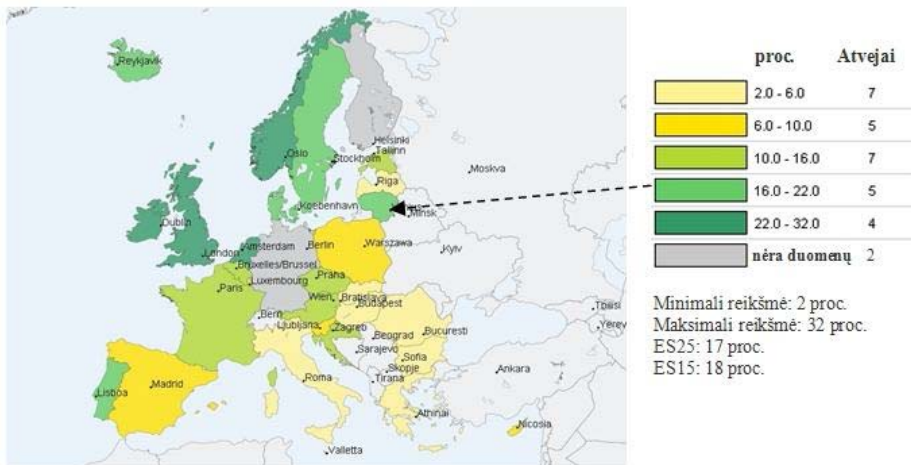 Reykjavik
Helsinki
Oslo
Tallinn
Stockholm
Moskva
Riga
Koebenhavn
Minsk
Dublin
Amsterdam
London
Berlin
Warszawa
Kyiv
Bruxelles/Brussel
Praha
Luxembourg
Paris
Wien
Bratislava
Budapest
Bern
Ljubljana
Zagreb
Bucuresti
Beograd
Sarajevo
Sofia
Skopje
Madrid
Roma
Tirana
Ankara
Lisboa
Athinai
Nicosia
Valletta
Tbilisi
Yerev
proc. Atvejai
2.0 - 6.0 7
6.0 - 10.0 5
10.0 - 16.0 7
16.0 - 22.0 5
22.0 - 32.0 4
nėra duomenų 2
Minimali reikšmė: 2 proc.
Maksimali reikšmė: 32 proc.
ES25: 17 proc.
ES15: 18 proc.